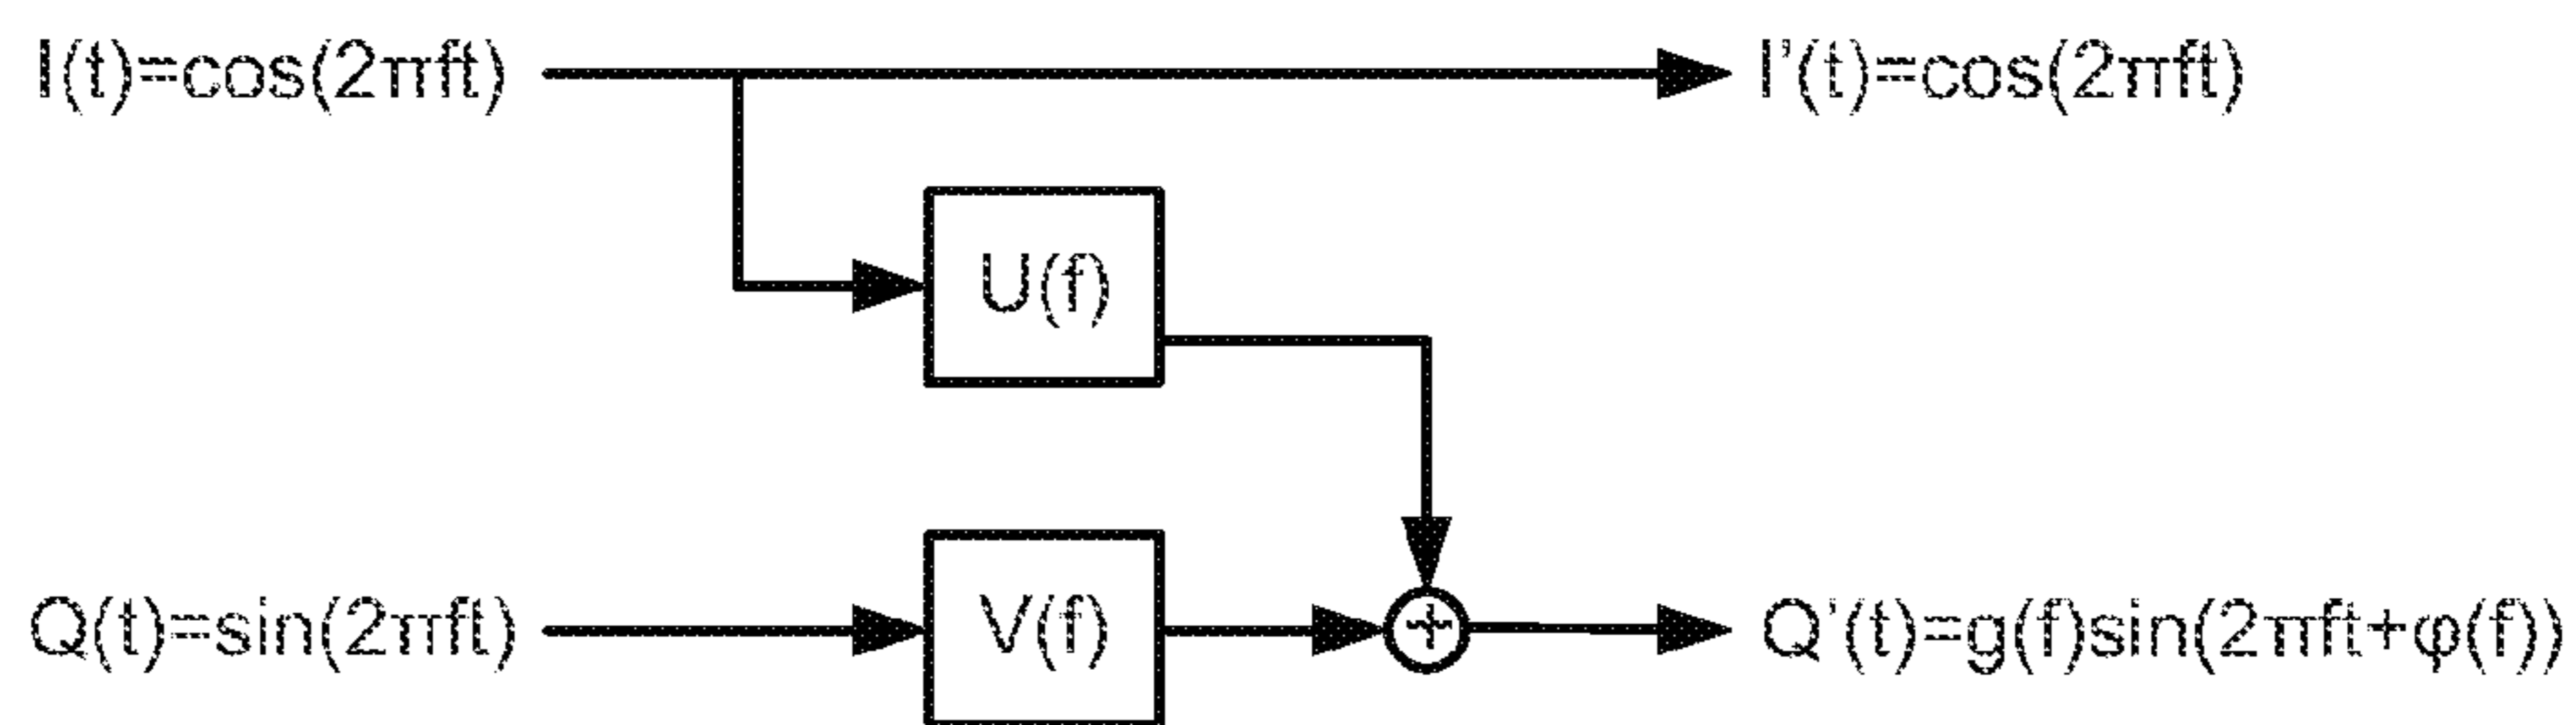 I(t)=cos(2πft)
I'(t)=cos(2πft)
U(f)
Q(t)=sin(2πft)
V(f)
+
Q'(t)=g(f)sin(2πft+φ(f))